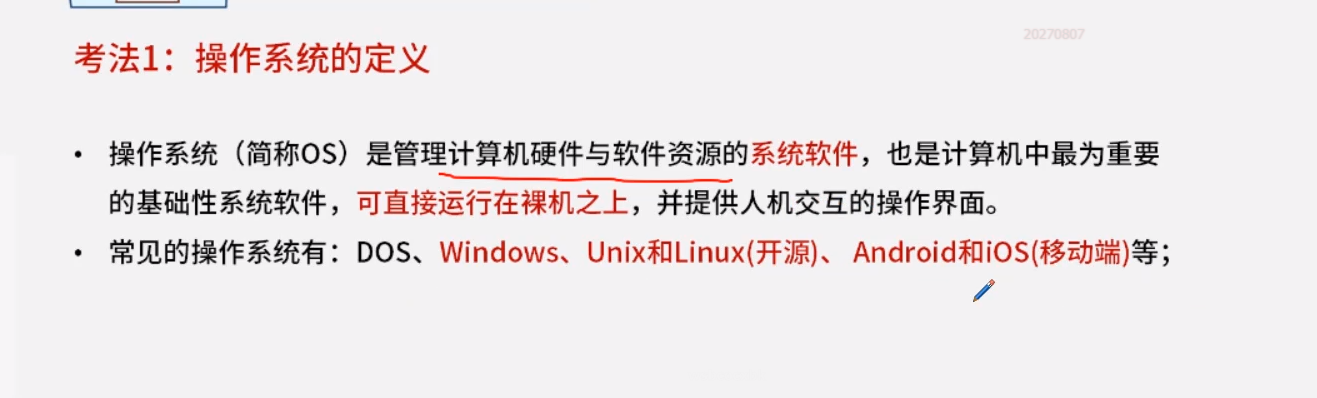 20270807
考法1：操作系统的定义
• 操作系统（简称OS）是管理计算机硬件与软件资源的系统软件，也是计算机中最为重要
的基础性系统软件，可直接运行在裸机之上，并提供人机交互的操作界面。
• 常见的操作系统有：DOS、Windows、Unix和Linux(开源)、 Android和iOS(移动端)等；